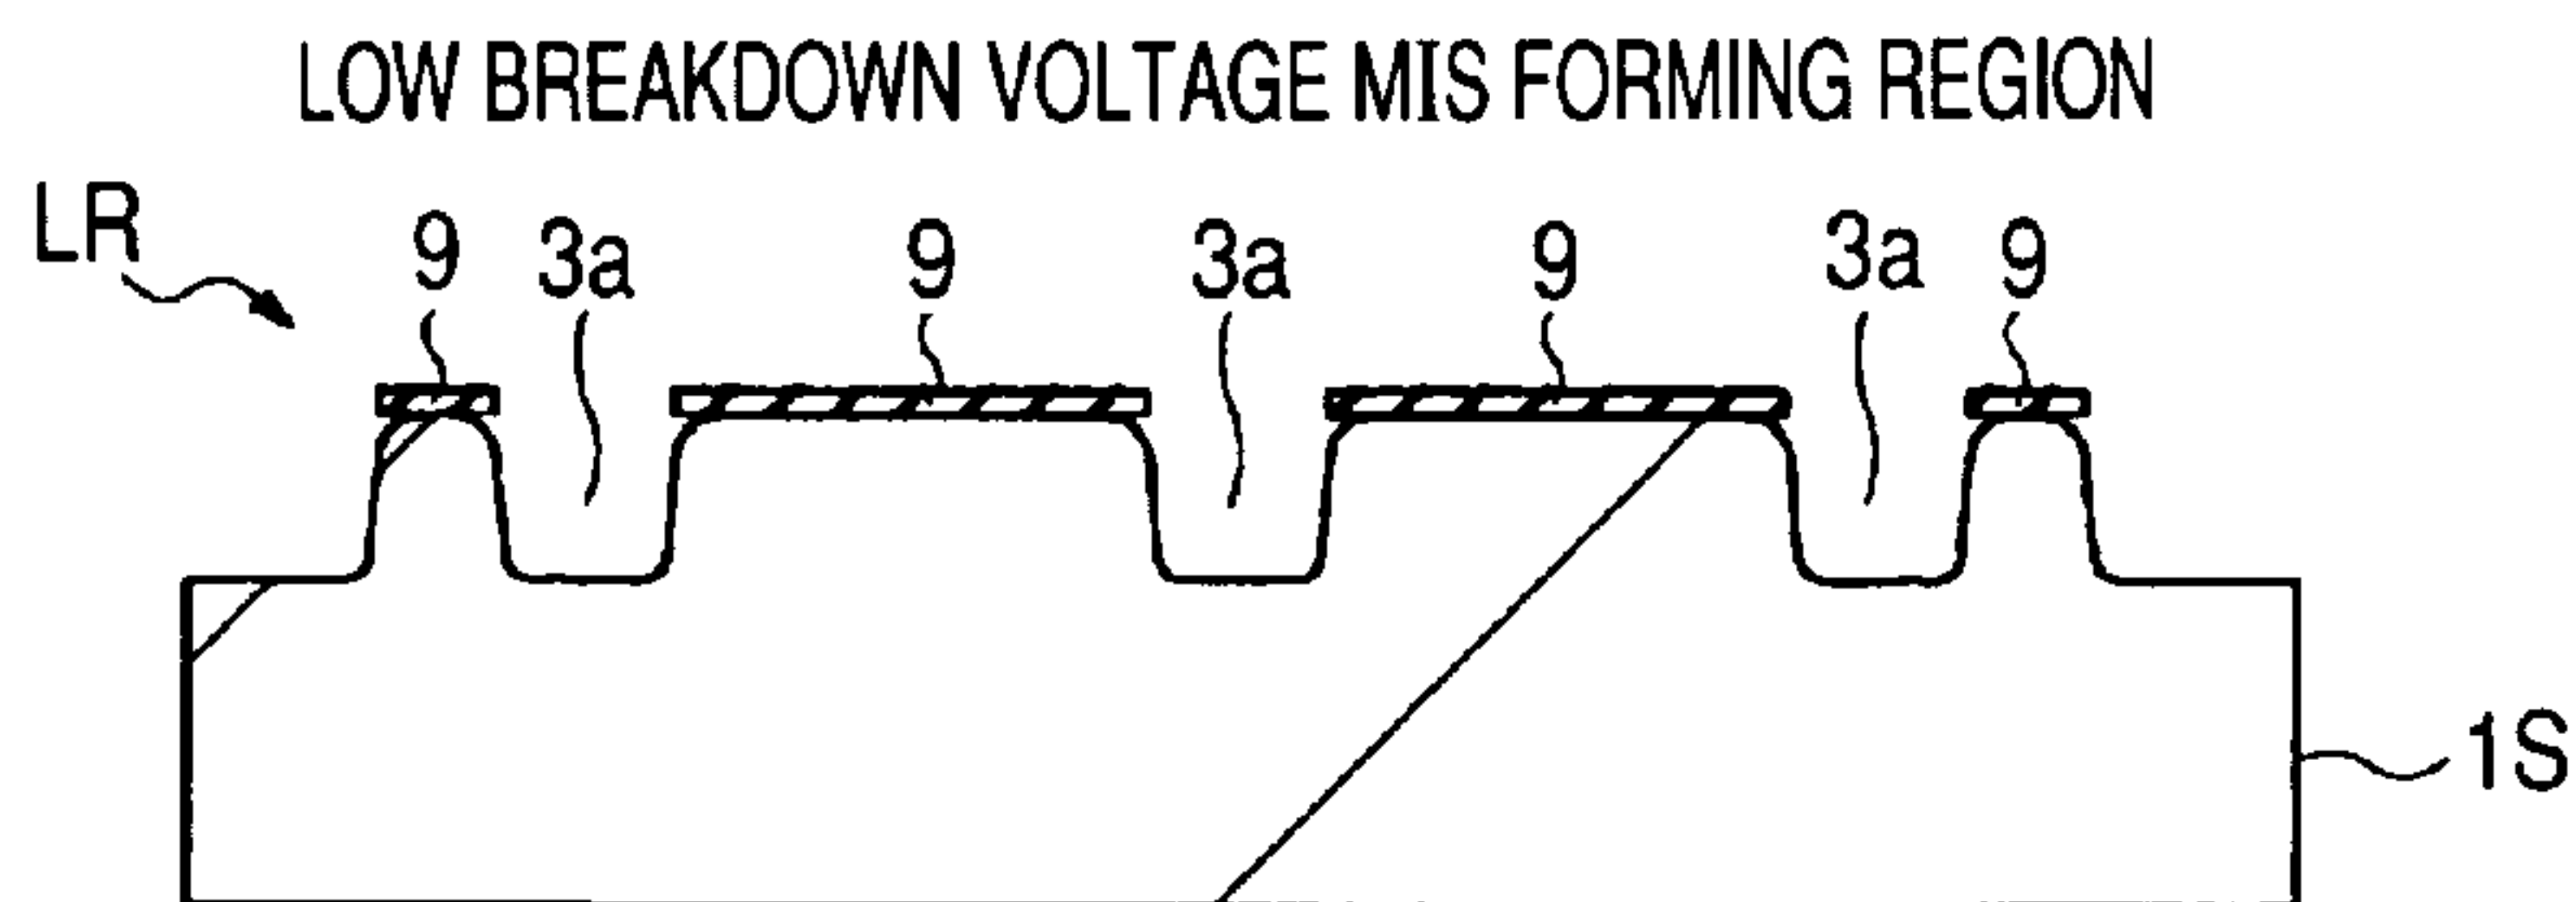 LOW BREAKDOWN VOLTAGE MIS FORMING REGION
LR
9 3a 9 3a 9 3a 9
1S